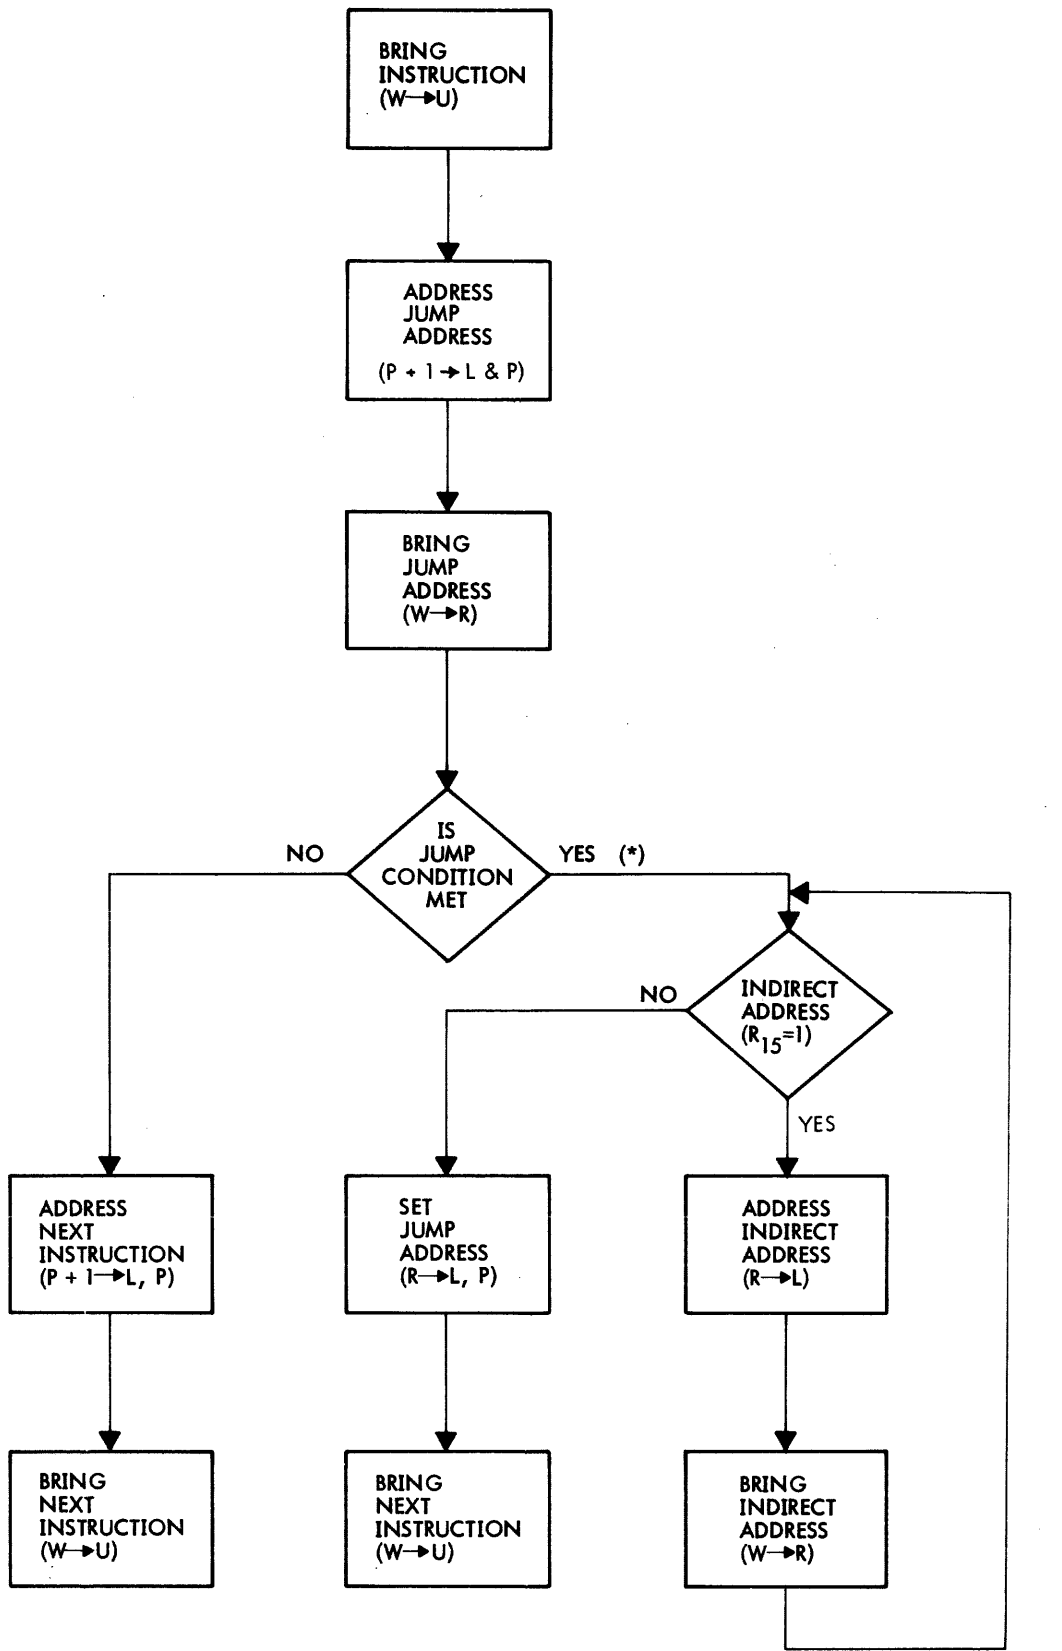 BRING
INSTRUCTION
(W→U)
ADDRESS
JUMP
ADDRESS
(P + 1→L & P)
BRING
JUMP
ADDRESS
(W→R)
IS
JUMP
CONDITION
MET
NO
YES (*)
INDIRECT
ADDRESS
(R15=1)
NO
YES
ADDRESS
NEXT
INSTRUCTION
(P + 1→L, P)
SET
JUMP
ADDRESS
(R→L, P)
ADDRESS
INDIRECT
ADDRESS
(R→L)
BRING
NEXT
INSTRUCTION
(W→U)
BRING
NEXT
INSTRUCTION
(W→U)
BRING
INDIRECT
ADDRESS
(W→R)